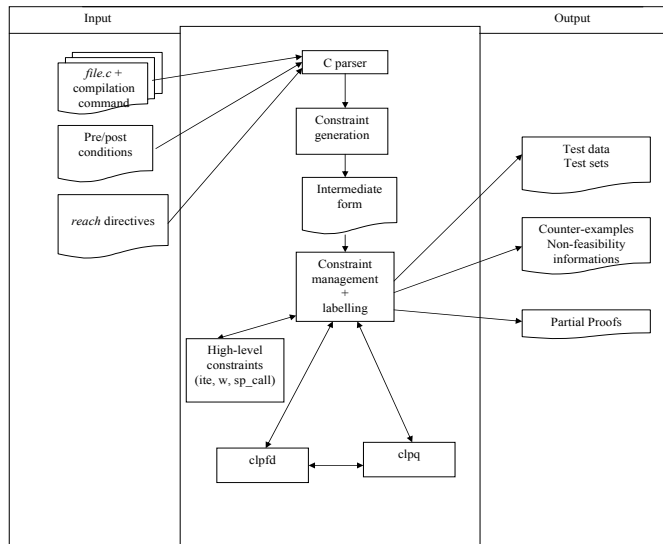 Input
Output
file.c +
compilation
command
C parser
Pre/post
conditions
Constraint
generation
reach directives
Intermediate
form
Test data
Test sets
Counter-examples
Non-feasibility
informations
Constraint
management
+
labelling
Partial Proofs
High-level
constraints
(ite, w, sp_call)
clpfd
clpq